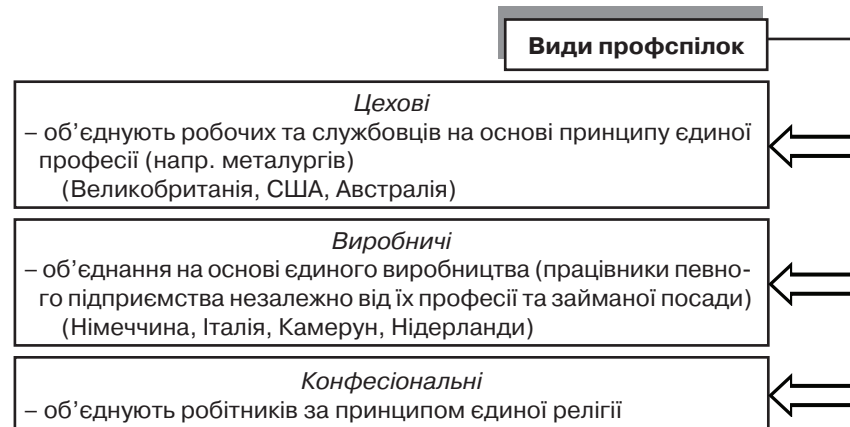 Види профспілок
Цехові
– об’єднують робочих та службовців на основі принципу єдиної
професії (напр. металургів)
(Великобританія, США, Австралія)
Виробничі
– об’єднання на основі єдиного виробництва (працівники певно-
го підприємства незалежно від їх професії та займаної посади)
(Німеччина, Італія, Камерун, Нідерланди)
Конфесіональні
– об’єднують робітників за принципом єдиної релігії